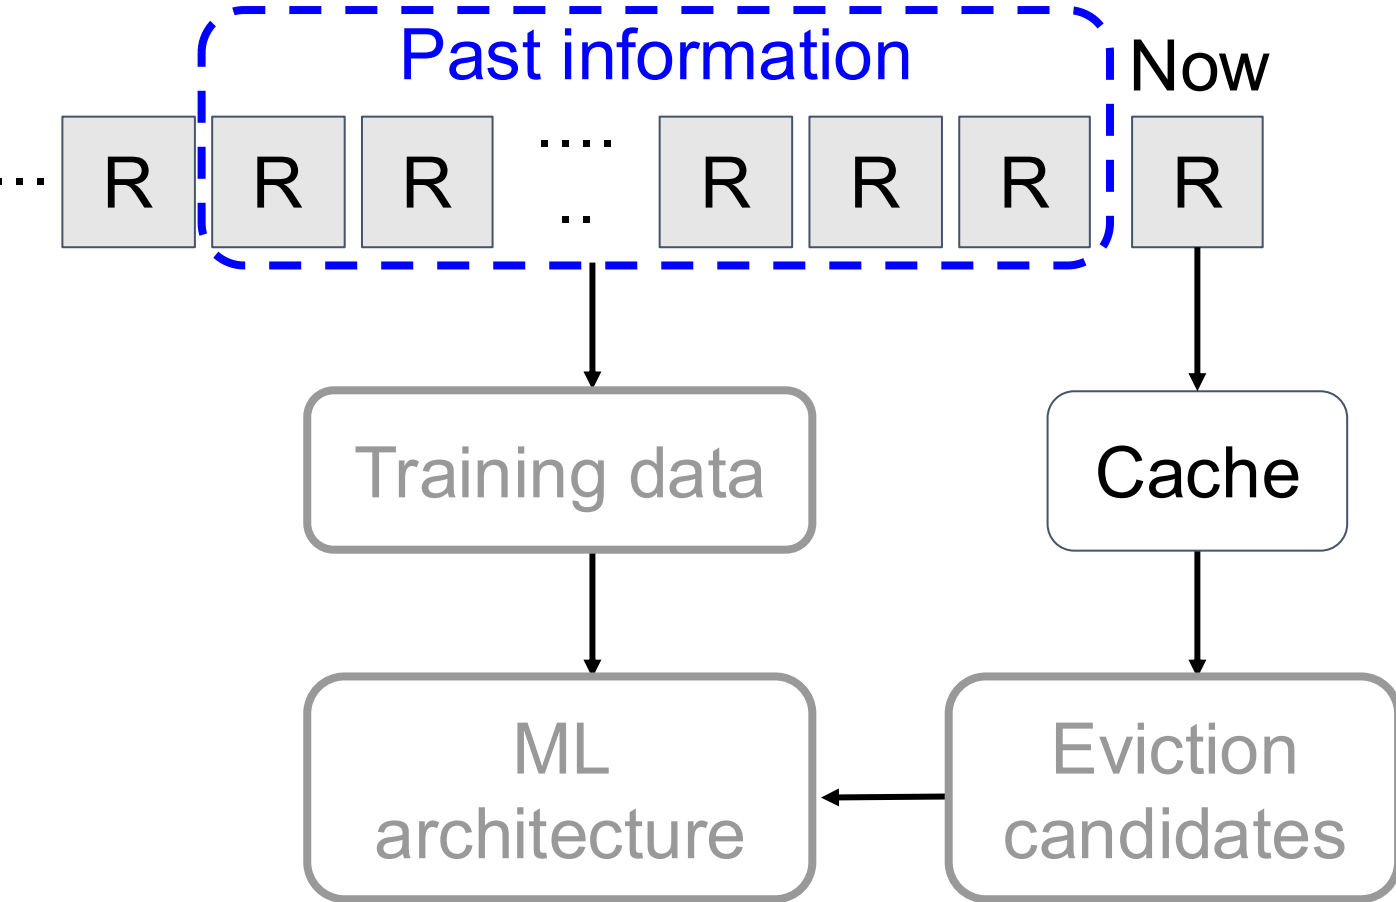 Past information
Now
... R R R ...... R R R R
Training data
Cache
ML
architecture
Eviction
candidates